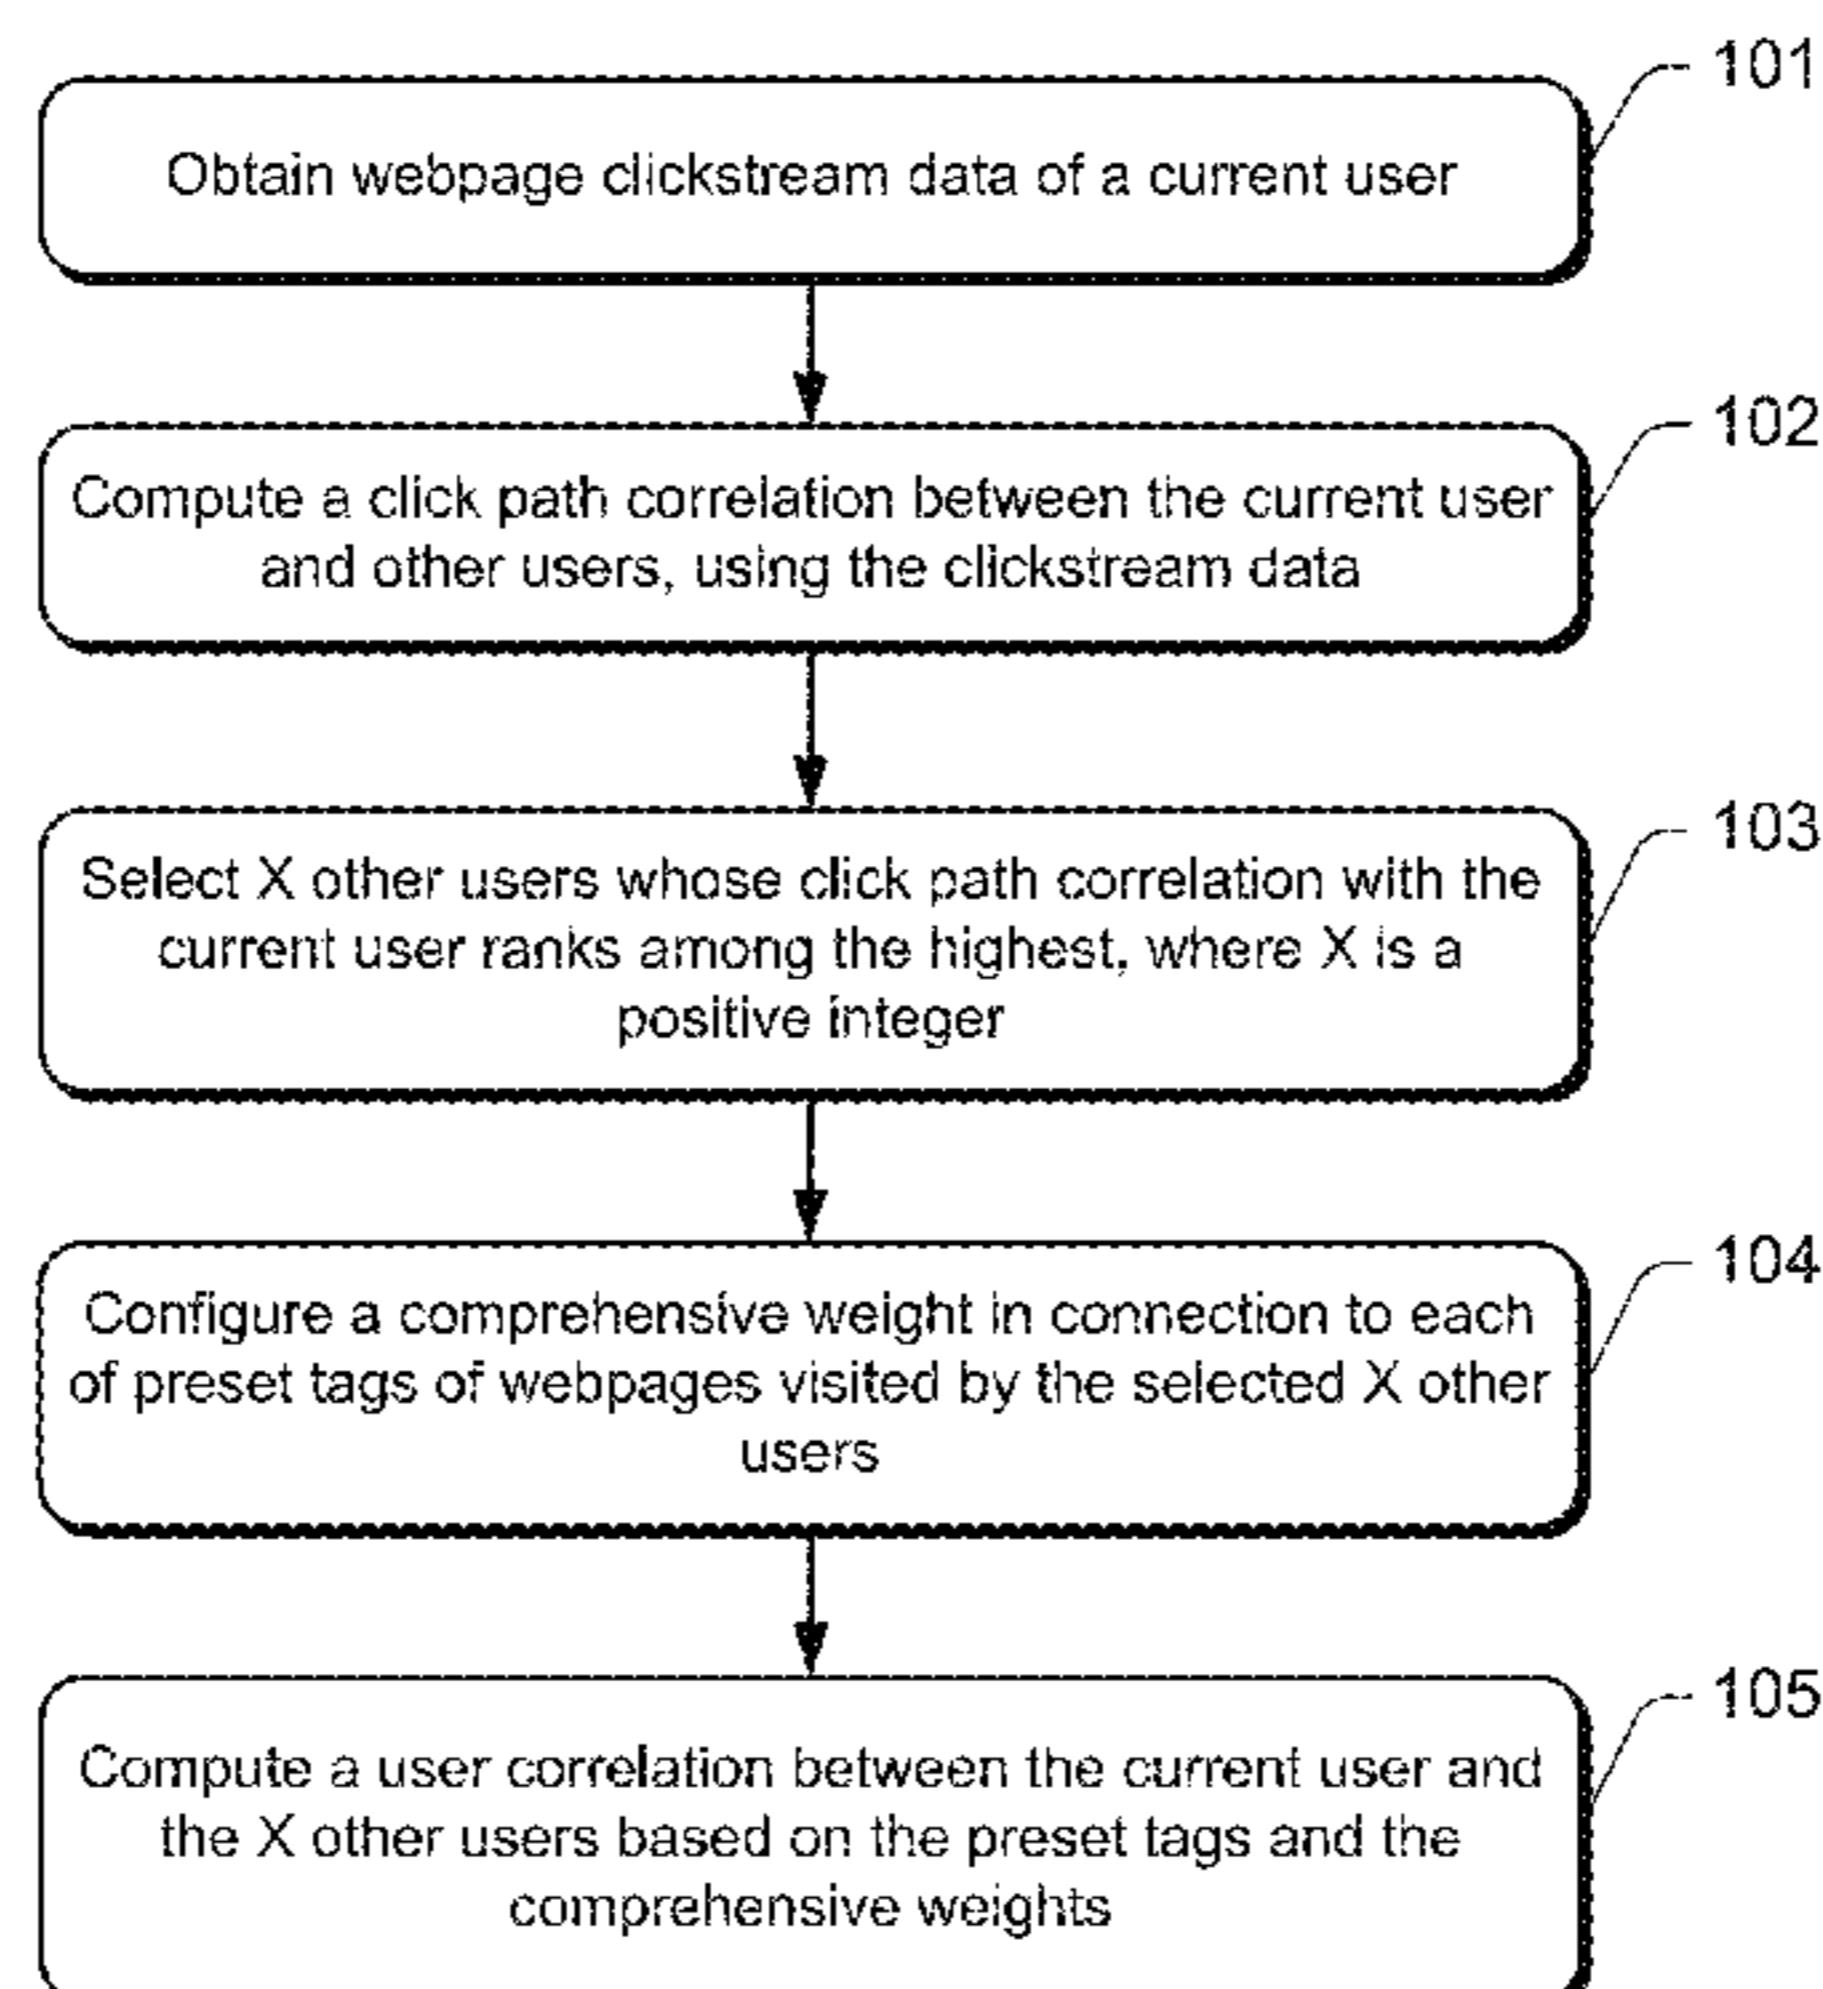 101
Obtain webpage clickstream data of a current user
102
Compute a click path correlation between the current user
and other users, using the clickstream data
103
Select X other users whose click path correlation with the
current user ranks among the highest, where X is a
positive integer
104
Configure a comprehensive weight in connection to each
of preset tags of webpages visited by the selected X other
users
105
Compute a user correlation between the current user and
the X other users based on the preset tags and the
comprehensive weights